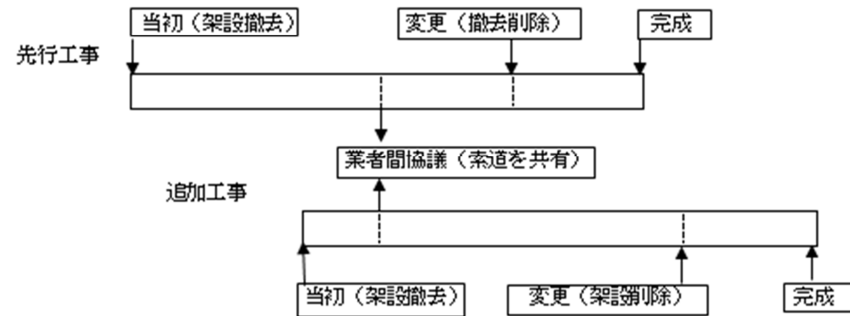 当初（架設撤去）
変更（撤去削除）
完成
先行工事
業者間協議（索道を共有）
追加工事
当初（架設撤去）
変更（架設削除）
完成